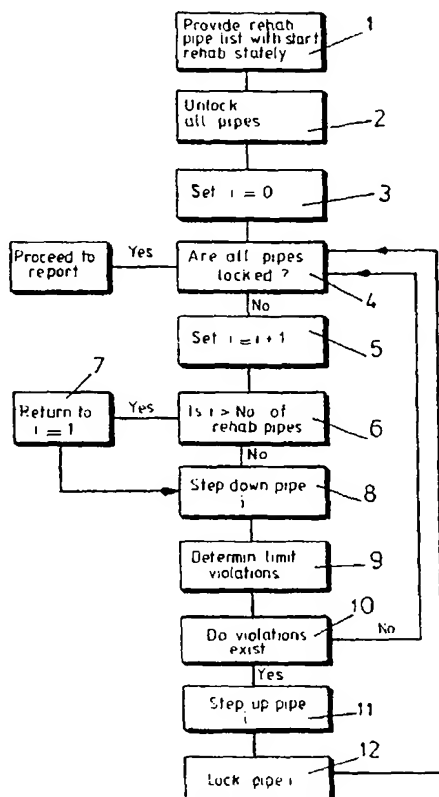 Provide rehab
pipe list with start
rehab stately
1
Unlock
all pipes
2
Set i = 0
3
Proceed to
report
Yes
Are all pipes
locked ?
4
No
Set i = i + 1
5
7
Return to
i = 1
Yes
Is i > No of
rehab pipes
6
No
Step down pipe
i
8
Determin limit
violations
9
Do violations
exist
10
No
Yes
Step up pipe
i
11
Lock pipe i
12